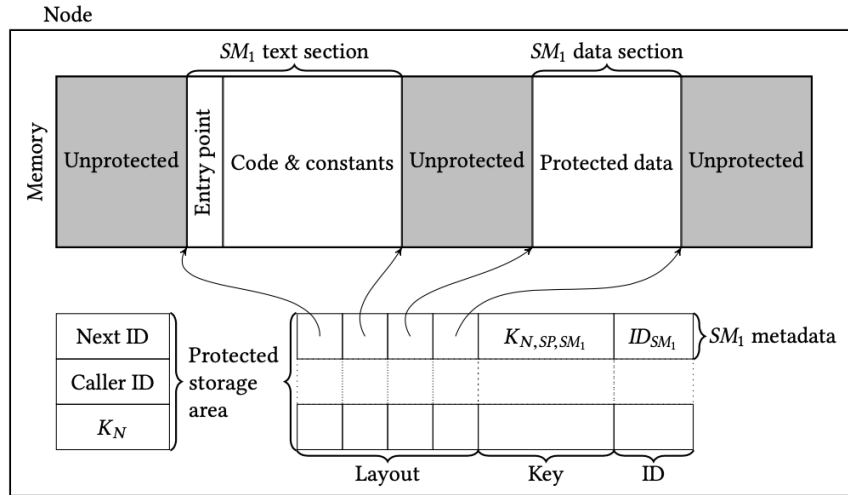 Node
SM₁ text section
SM₁ data section
Memory
Unprotected
Entry point
Code & constants
Unprotected
Protected data
Unprotected
Next ID
Caller ID
K_N
Protected
storage
area
K_{N,SP,SM₁}
ID_{SM₁}
SM₁ metadata
Layout
Key
ID